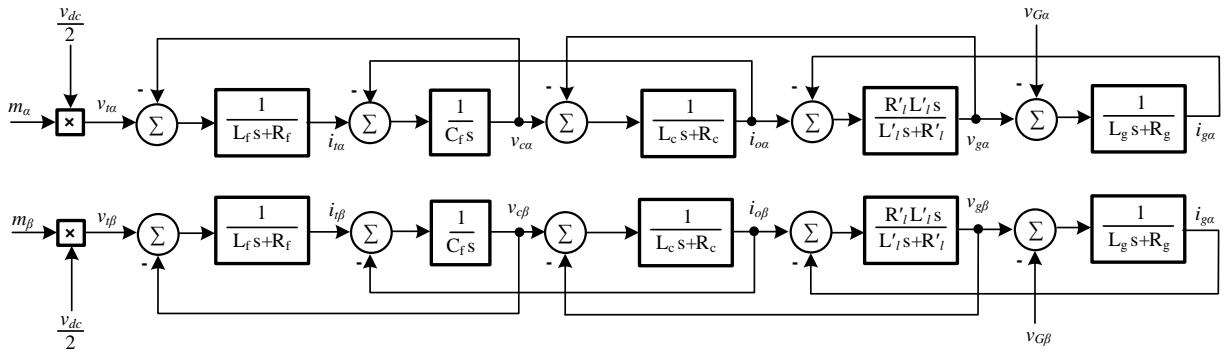 v_dc
2
v_Gα
m_α
×
v_tα
-
Σ
1
L_f s+R_f
i_tα
-
Σ
1
C_f s
v_cα
-
Σ
1
L_c s+R_c
i_oα
-
Σ
R'_l L'_l s
L'_l s+R'_l
v_gα
-
Σ
1
L_g s+R_g
i_gα
m_β
×
v_tβ
-
Σ
1
L_f s+R_f
i_tβ
-
Σ
1
C_f s
v_cβ
-
Σ
1
L_c s+R_c
i_oβ
-
Σ
R'_l L'_l s
L'_l s+R'_l
v_gβ
-
Σ
1
L_g s+R_g
i_gα
v_dc
2
v_Gβ